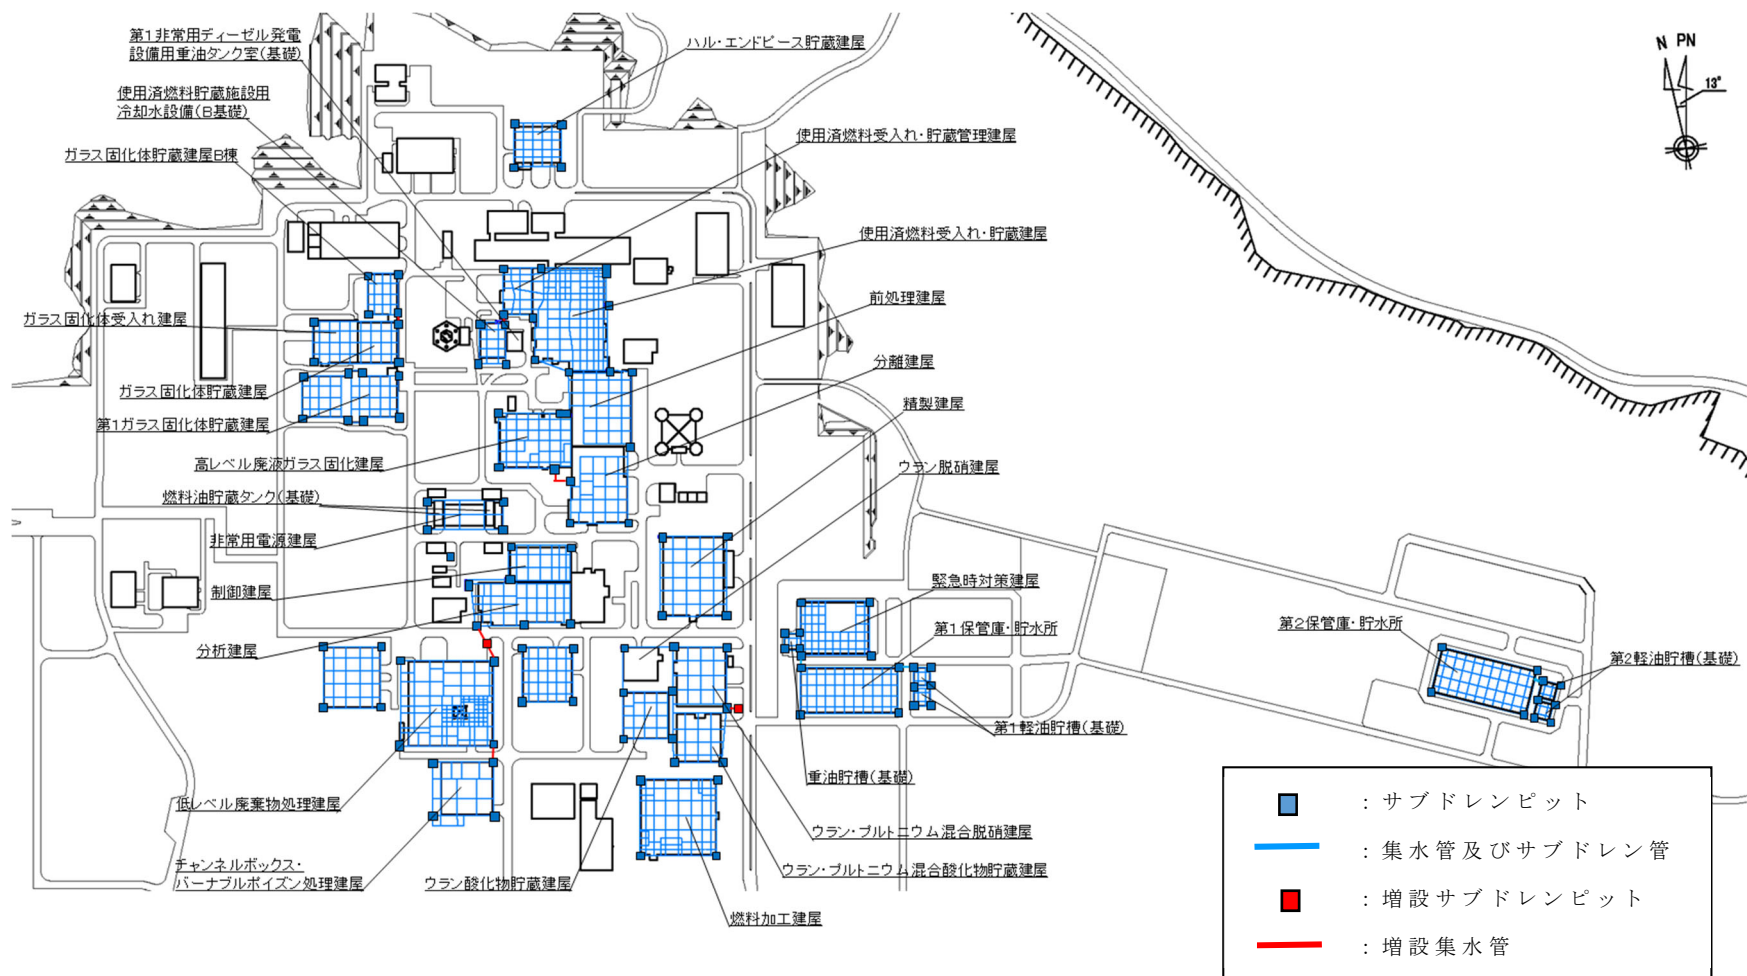 第1非常用ディーゼル発電
設備用重油タンク室(基礎)
使用済燃料貯蔵施設用
冷却水設備(B基礎)
ガラス固化体貯蔵建屋B棟
ガラス固化体受入れ建屋
ガラス固化体貯蔵建屋
第1ガラス固化体貯蔵建屋
高レベル廃液ガラス固化建屋
燃料油貯蔵タンク(基礎)
非常用電源建屋
制御建屋
分析建屋
低レベル廃棄物処理建屋
チャンネルボックス・
バーナブルポイズン処理建屋
ウラン酸化物貯蔵建屋
ハル・エンドピース貯蔵建屋
使用済燃料受入れ・貯蔵管理建屋
使用済燃料受入れ・貯蔵建屋
前処理建屋
分離建屋
精製建屋
ウラン脱硝建屋
緊急時対策建屋
第1保管庫・貯水所
第1軽油貯槽(基礎)
重油貯槽(基礎)
ウラン・プルトニウム混合脱硝建屋
ウラン・プルトニウム混合酸化物貯蔵建屋
燃料加工建屋
第2保管庫・貯水所
第2軽油貯槽(基礎)
N PN
13°
：サブドレンピット
：集水管及びサブドレン管
：増設サブドレンピット
：増設集水管